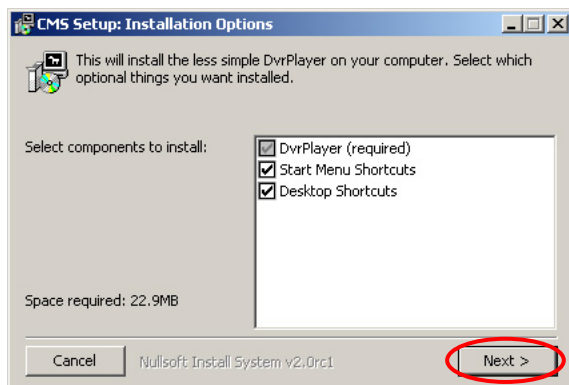 CMS Setup: Installation Options
This will install the less simple DvrPlayer on your computer. Select which
optional things you want installed.
Select components to install:
DvrPlayer (required)
Start Menu Shortcuts
Desktop Shortcuts
Space required: 22.9MB
Cancel
Nullsoft Install System v2.0rc1
Next >